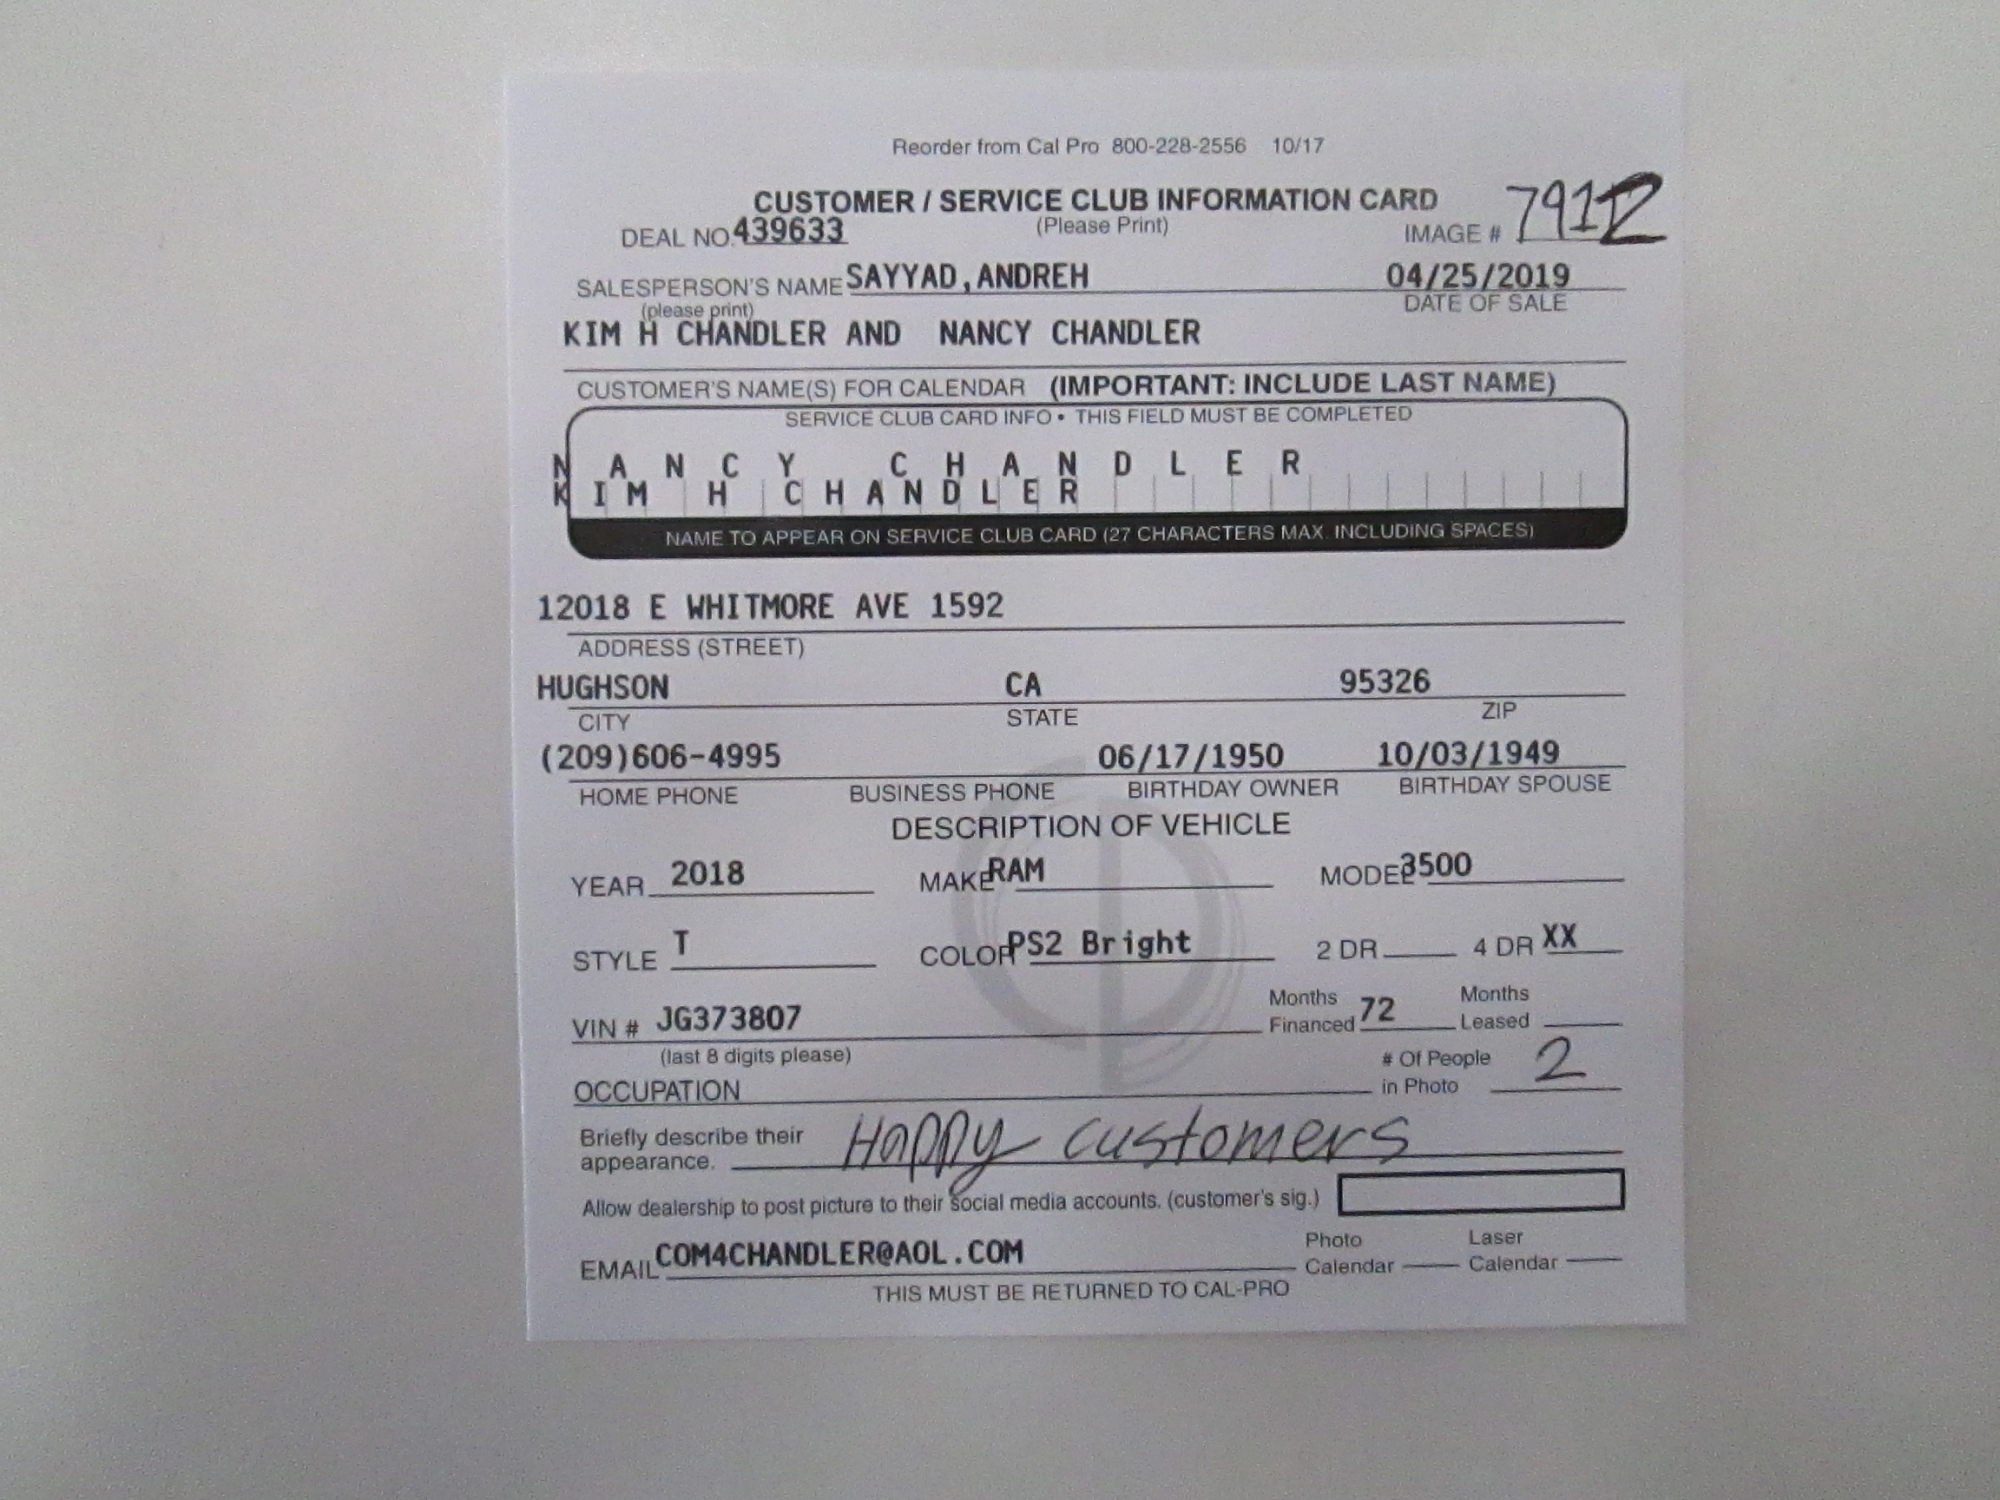 Reorder from Cal Pro 800-228-2556 10/17
CUSTOMER / SERVICE CLUB INFORMATION CARD
(Please Print)
DEAL NO. 439633
IMAGE # 7912
SALESPERSON'S NAME SAYYAD,ANDREH 04/25/2019
(please print) DATE OF SALE
KIM H CHANDLER AND NANCY CHANDLER
CUSTOMER'S NAME(S) FOR CALENDAR (IMPORTANT: INCLUDE LAST NAME)
SERVICE CLUB CARD INFO • THIS FIELD MUST BE COMPLETED
NANCY CHANDLER
KIM H CHANDLER
NAME TO APPEAR ON SERVICE CLUB CARD (27 CHARACTERS MAX. INCLUDING SPACES)
12018 E WHITMORE AVE 1592
ADDRESS (STREET)
HUGHSON CA 95326
CITY STATE ZIP
(209)606-4995 06/17/1950 10/03/1949
HOME PHONE BUSINESS PHONE BIRTHDAY OWNER BIRTHDAY SPOUSE
DESCRIPTION OF VEHICLE
YEAR 2018 MAKE RAM MODEL 3500
STYLE T COLOR PS2 Bright 2 DR 4 DR XX
VIN # JG373807 Months Financed 72 Months Leased
(last 8 digits please)
OCCUPATION # Of People in Photo 2
Briefly describe their appearance. Happy customers
Allow dealership to post picture to their social media accounts. (customer's sig.)
EMAIL COM4CHANDLER@AOL.COM Photo Calendar Laser Calendar
THIS MUST BE RETURNED TO CAL-PRO